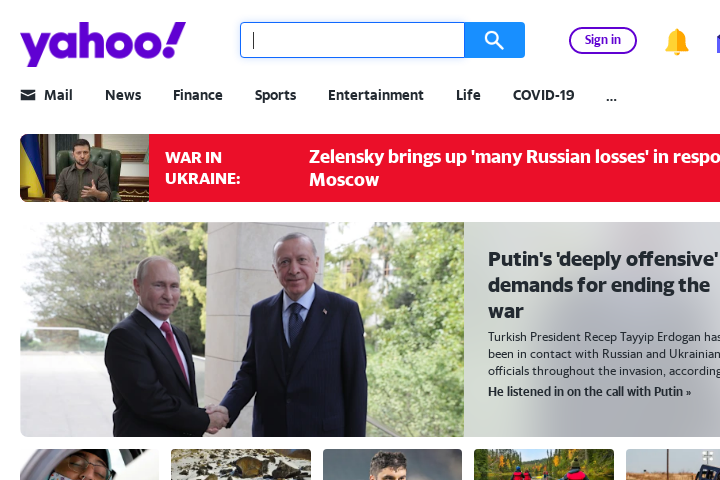 yahoo!
Sign in
Mail
News
Finance
Sports
Entertainment
Life
COVID-19
...
WAR IN
UKRAINE:
Zelensky brings up 'many Russian losses' in respo
Moscow
Putin's 'deeply offensive'
demands for ending the
war
Turkish President Recep Tayyip Erdogan has
been in contact with Russian and Ukrainian
officials throughout the invasion, according
He listened in on the call with Putin »